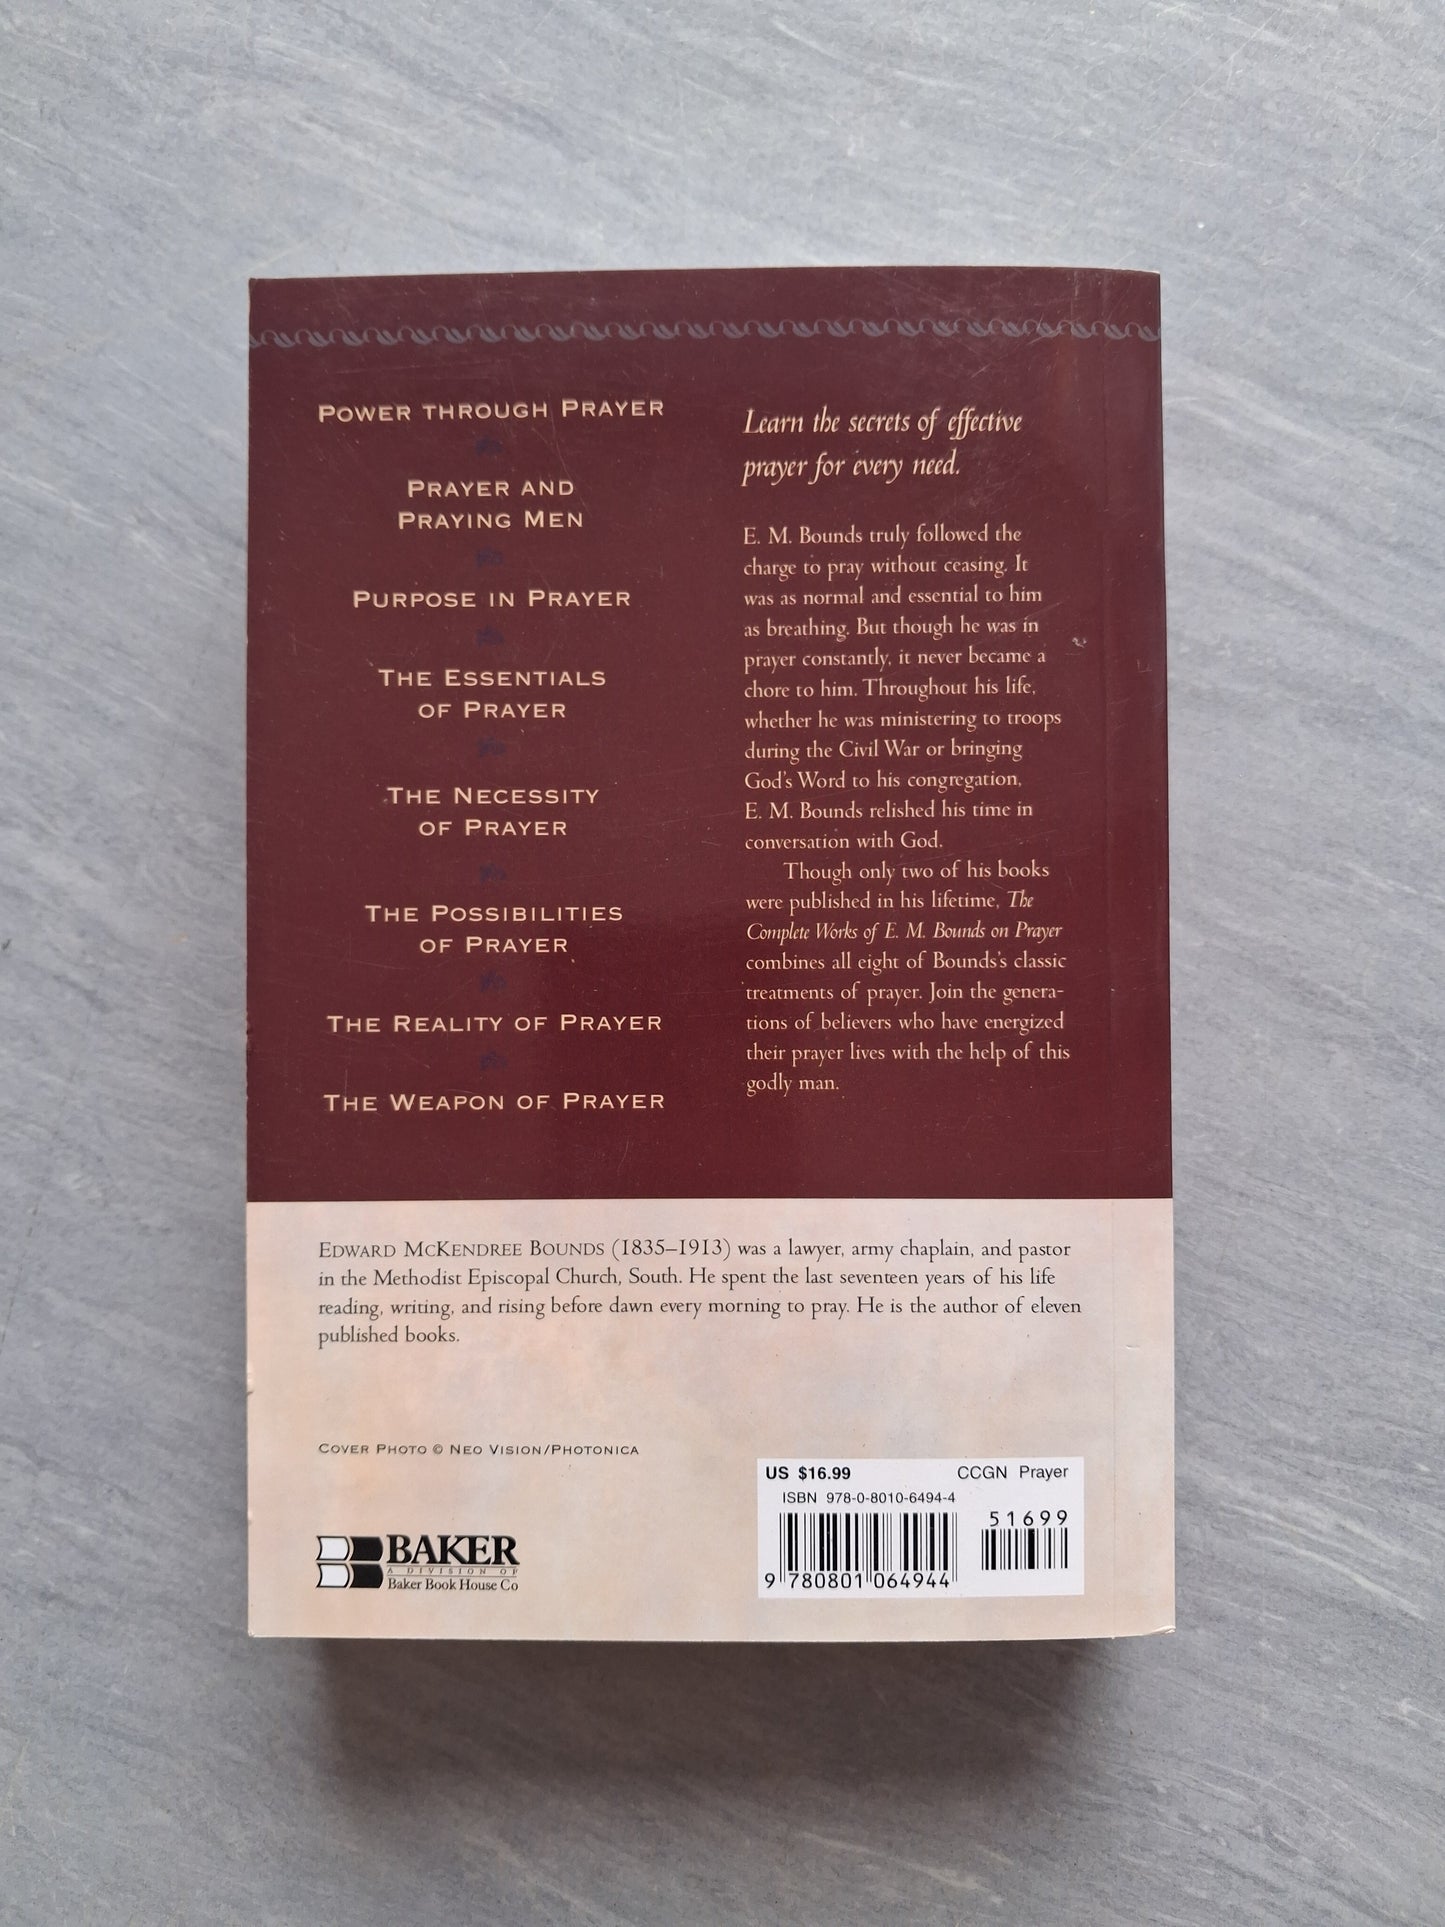 POWER THROUGH PRAYER
PRAYER AND
PRAYING MEN
PURPOSE IN PRAYER
THE ESSENTIALS
OF PRAYER
THE NECESSITY
OF PRAYER
THE POSSIBILITIES
OF PRAYER
THE REALITY OF PRAYER
THE WEAPON OF PRAYER
Learn the secrets of effective
prayer for every need.
E. M. Bounds truly followed the
charge to pray without ceasing. It
was as normal and essential to him
as breathing. But though he was in
prayer constantly, it never became a
chore to him. Throughout his life,
whether he was ministering to troops
during the Civil War or bringing
God's Word to his congregation,
E. M. Bounds relished his time in
conversation with God.
Though only two of his books
were published in his lifetime, The
Complete Works of E. M. Bounds on Prayer
combines all eight of Bounds's classic
treatments of prayer. Join the genera-
tions of believers who have energized
their prayer lives with the help of this
godly man.
EDWARD MCKENDREE BOUNDS (1835–1913) was a lawyer, army chaplain, and pastor
in the Methodist Episcopal Church, South. He spent the last seventeen years of his life
reading, writing, and rising before dawn every morning to pray. He is the author of eleven
published books.
COVER PHOTO © NEO VISION/PHOTONICA
BAKER
A DIVISION OF
Baker Book House Co
US $16.99 CCGN Prayer
ISBN 978-0-8010-6494-4
51699
9 780801 064944